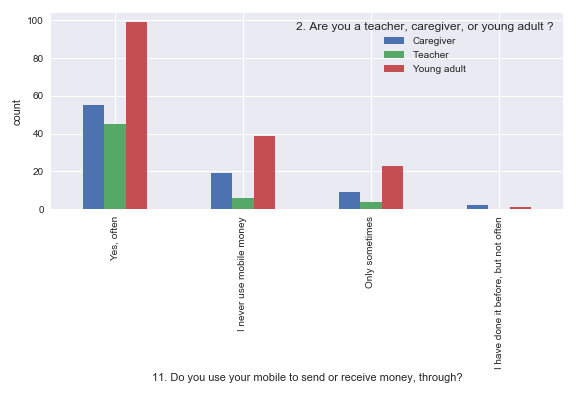 2. Are you a teacher, caregiver, or young adult ?
Caregiver
Teacher
Young adult
count
100
80
60
40
20
0
Yes, often
I never use mobile money
Only sometimes
I have done it before, but not often
11. Do you use your mobile to send or receive money, through?